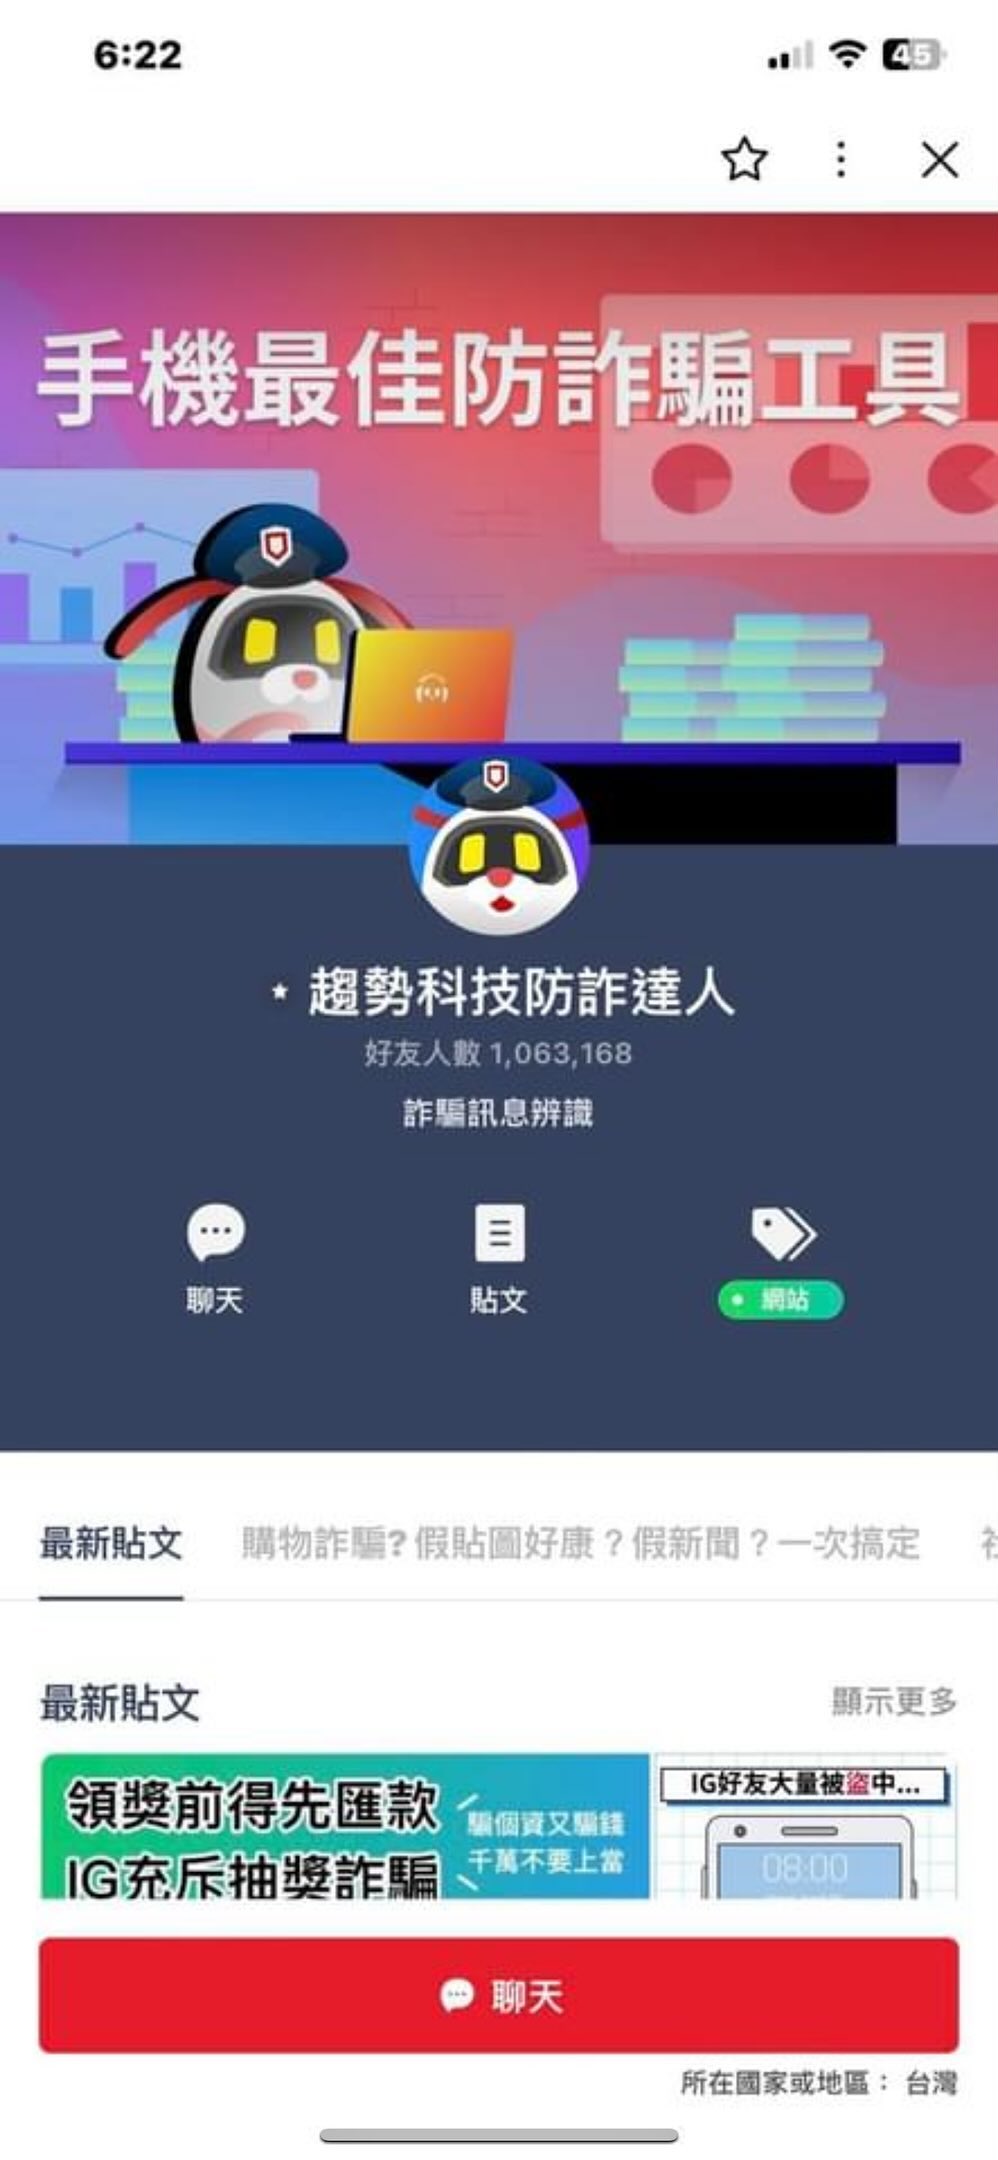 6:22
45
手機最佳防詐騙工具
趨勢科技防詐達人
好友人數 1,063,168
詐騙訊息辨識
聊天
貼文
網站
最新貼文 購物詐騙?假貼圖好康?假新聞?一次搞定
最新貼文
顯示更多
領獎前得先匯款
IG充斥抽獎詐騙
騙個資又騙錢
千萬不要上當
IG好友大量被盜中...
08:00
聊天
所在國家或地區: 台灣